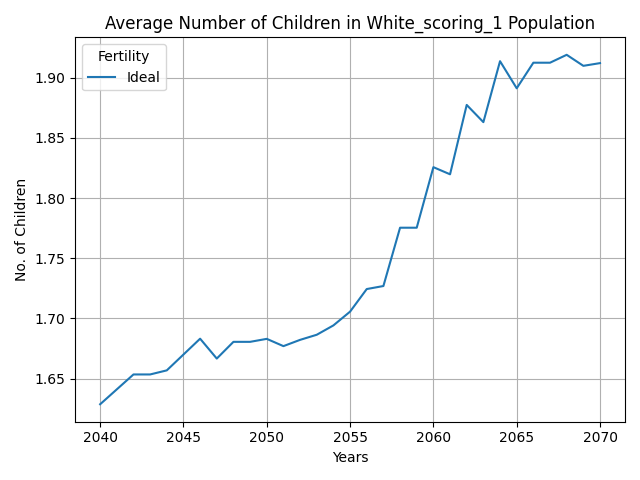 Average Number of Children in White_scoring_1 Population
Fertility
Ideal
No. of Children
1.90
1.85
1.80
1.75
1.70
1.65
2040 2045 2050 2055 2060 2065 2070
Years